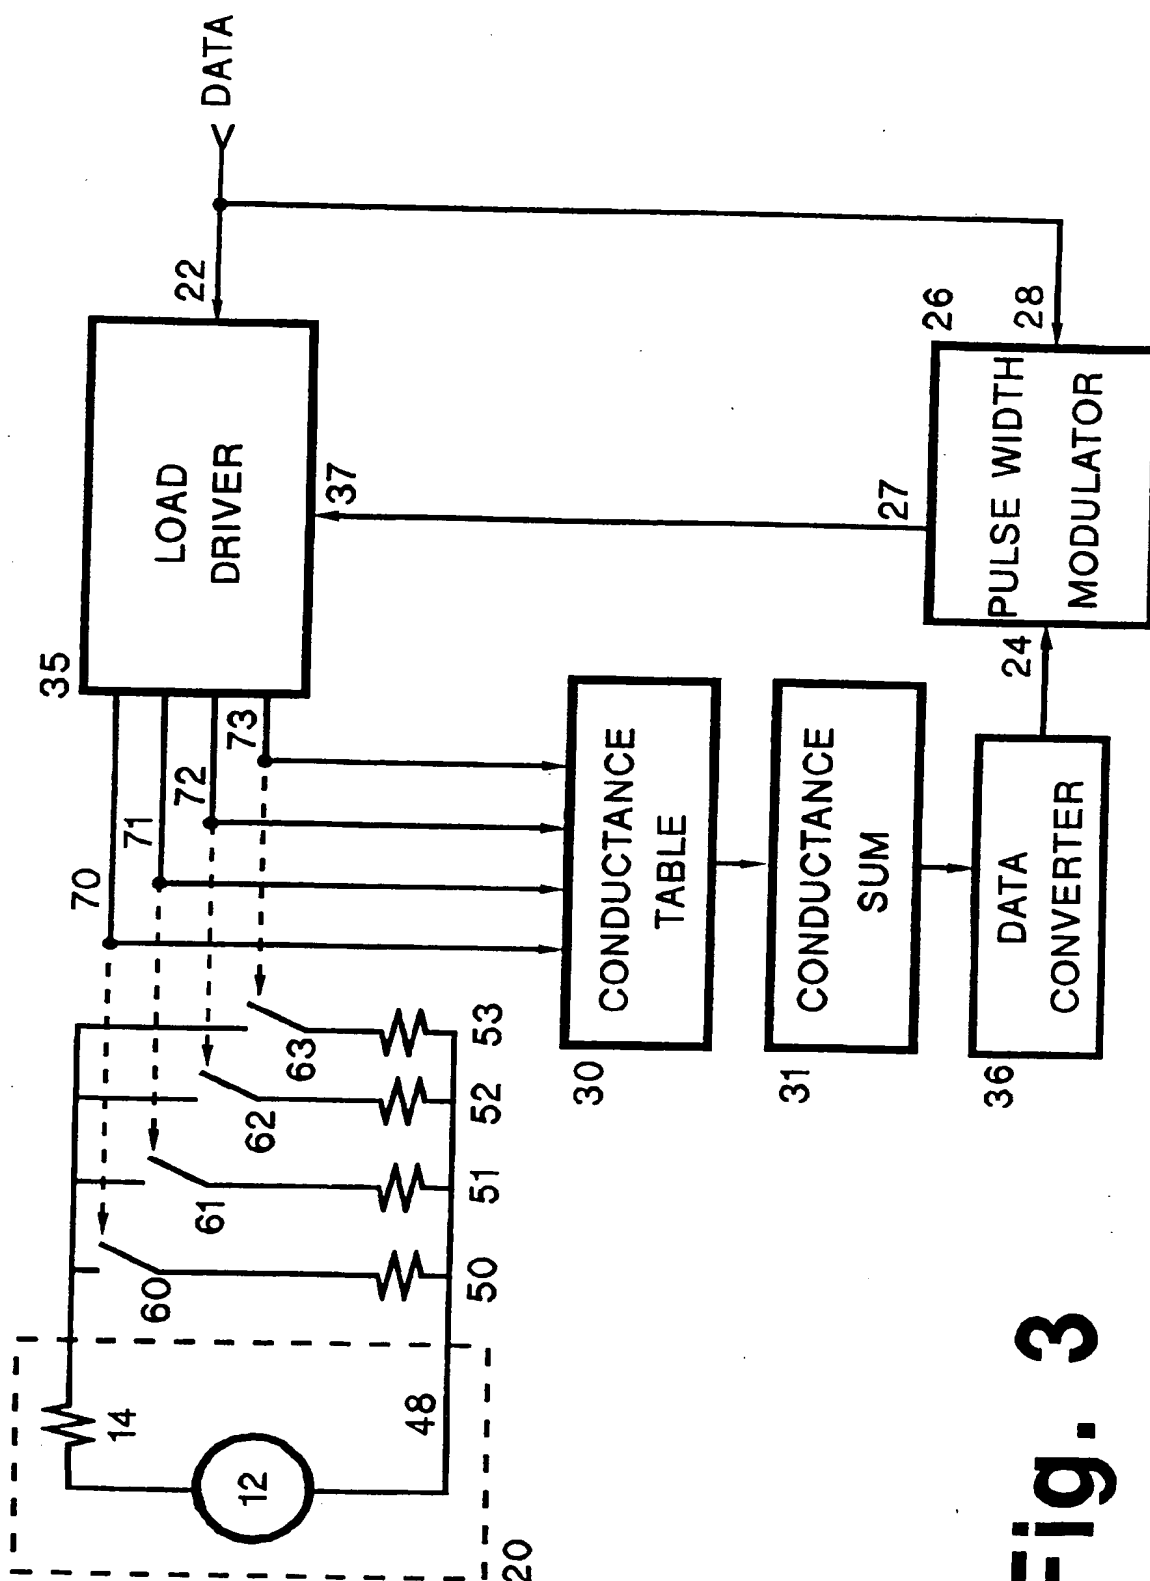 < DATA
22
35
LOAD
DRIVER
37
70
71
72
73
26
28
27
PULSE WIDTH
MODULATOR
24
20
12
14
48
60
61
62
63
50
51
52
53
30
CONDUCTANCE
TABLE
31
CONDUCTANCE
SUM
36
DATA
CONVERTER
Fig. 3